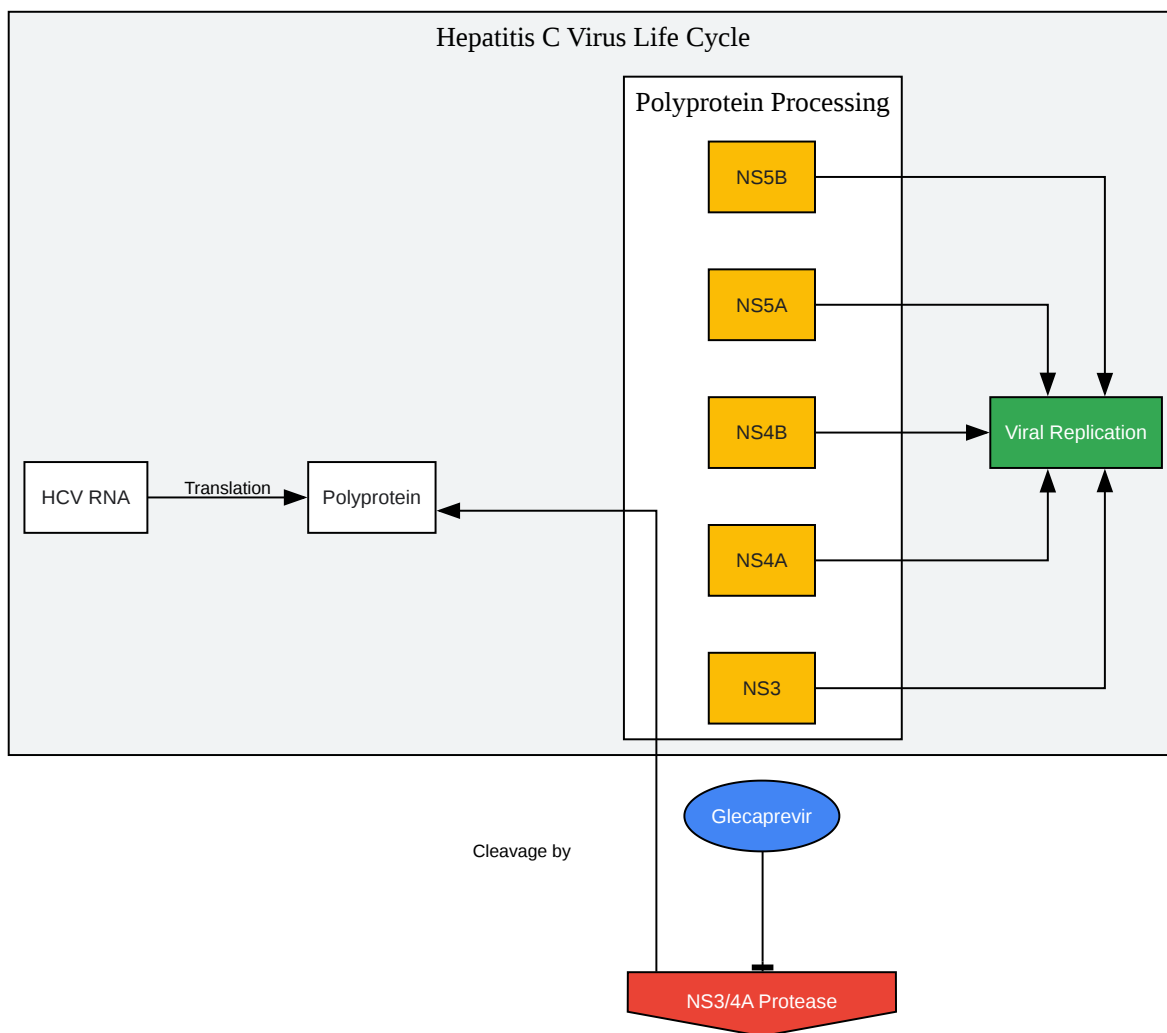 Hepatitis C Virus Life Cycle
Polyprotein Processing
NS5B
NS5A
NS4B
Viral Replication
HCV RNA
Translation
Polyprotein
NS4A
NS3
Glecaprevir
Cleavage by
NS3/4A Protease